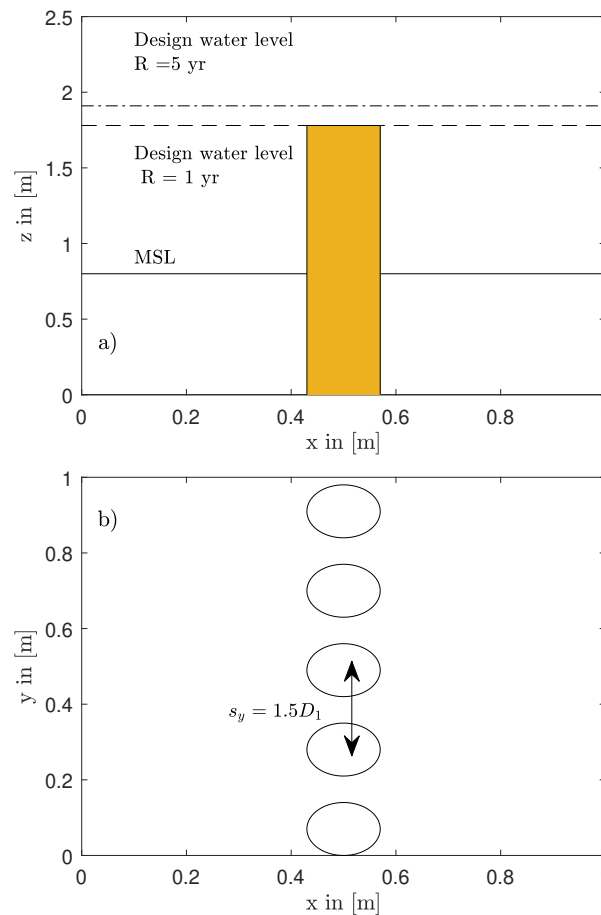 2.5
Design water level
R =5 yr
2
Design water level
R = 1 yr
1.5
z in [m]
1
MSL
0.5
a)
0
0 0.2 0.4 0.6 0.8
x in [m]
1
b)
0.8
0.6
y in [m]
s_y = 1.5D_1
0.4
0.2
0
0 0.2 0.4 0.6 0.8
x in [m]